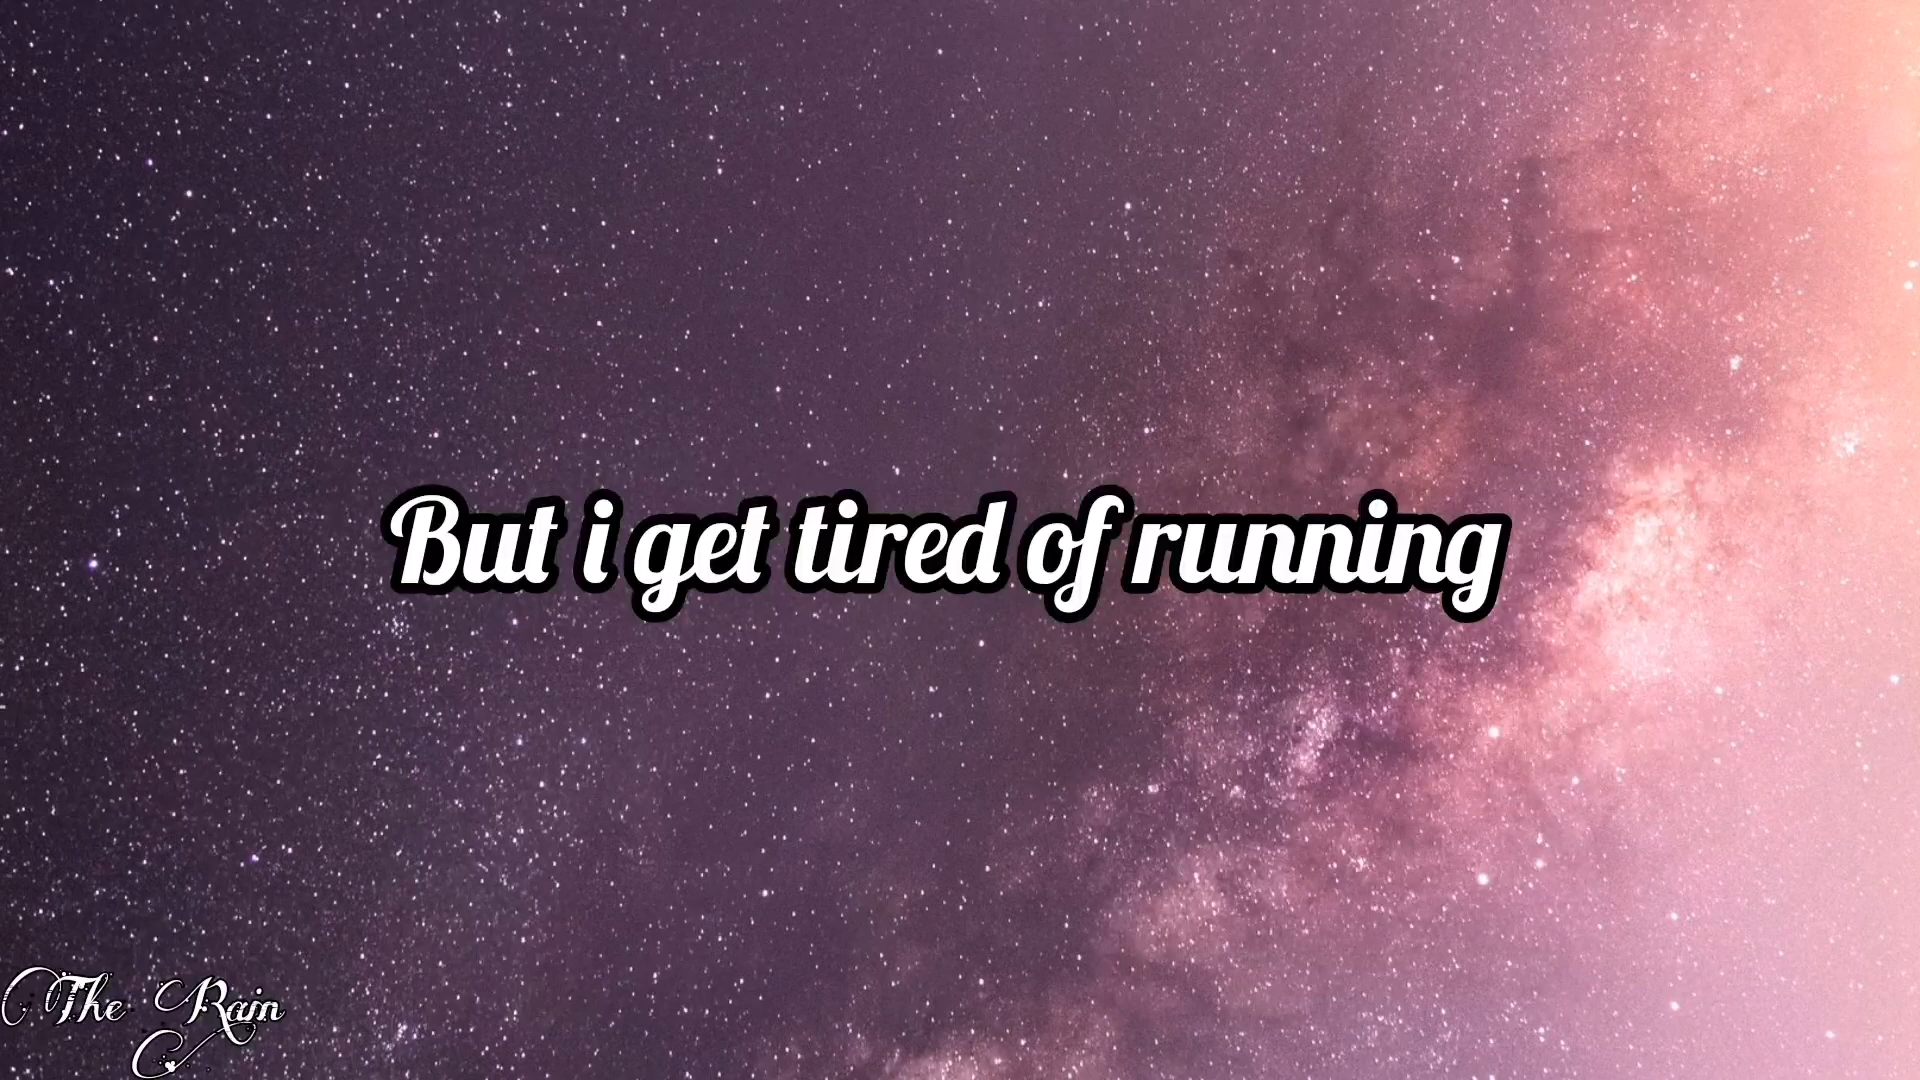 But i get tired of running
The Rain